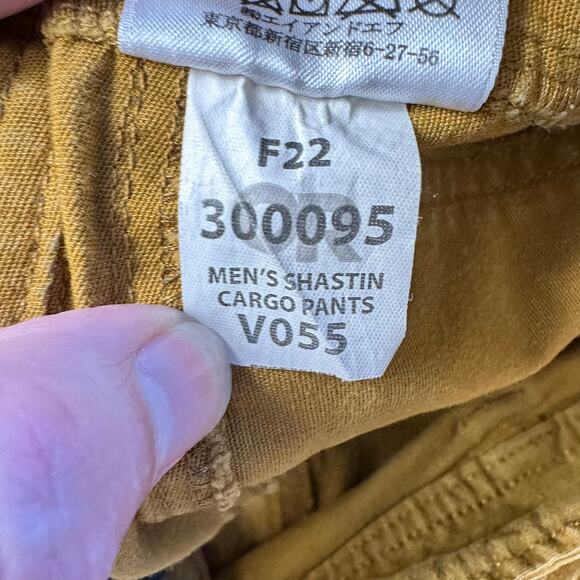 ㈱エイアンドエフ
東京都新宿区新宿6-27-56
F22
300095
MEN'S SHASTIN
CARGO PANTS
V055